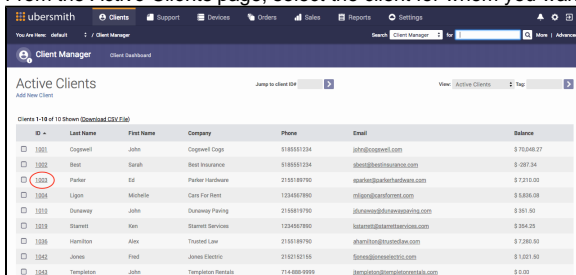 From the Active Clients page, select the client for whom you wan
ubersmith Clients Support Devices Orders Sales Reports Settings
You Are Here: default / Client Manager Search Client Manager for More | Advance
Client Manager Client Dashboard
Active Clients Jump to client ID# View: Active Clients Tag:
Add New Client
Clients 1-10 of 10 Shown (Download CSV File)
ID Last Name First Name Company Phone Email Balance
1001 Cogswell John Cogswell Cogs 5185551234 john@cogswell.com $ 70,048.27
1002 Best Sarah Best Insurance 5185551234 sbest@bestinsurance.com $ -287.34
1003 Parker Ed Parker Hardware 2155189790 eparker@parkerhardware.com $ 7,210.00
1004 Ligon Michelle Cars For Rent 1234567890 mligon@carsforrent.com $ 5,836.08
1010 Dunaway John Dunaway Paving 2155819790 jdunaway@dunawaypaving.com $ 351.50
1019 Starrett Ken Starrett Services 1234567890 kstarrett@starrettservices.com $ 354.25
1036 Hamilton Alex Trusted Law 2155189790 ahamilton@trustedlaw.com $ 7,280.50
1042 Jones Fred Jones Electric 2152152155 fjones@joneselectric.com $ 1,021.50
1043 Templeton John Templeton Rentals 714-886-9999 jtempleton@templetonrentals.com $ 0.00